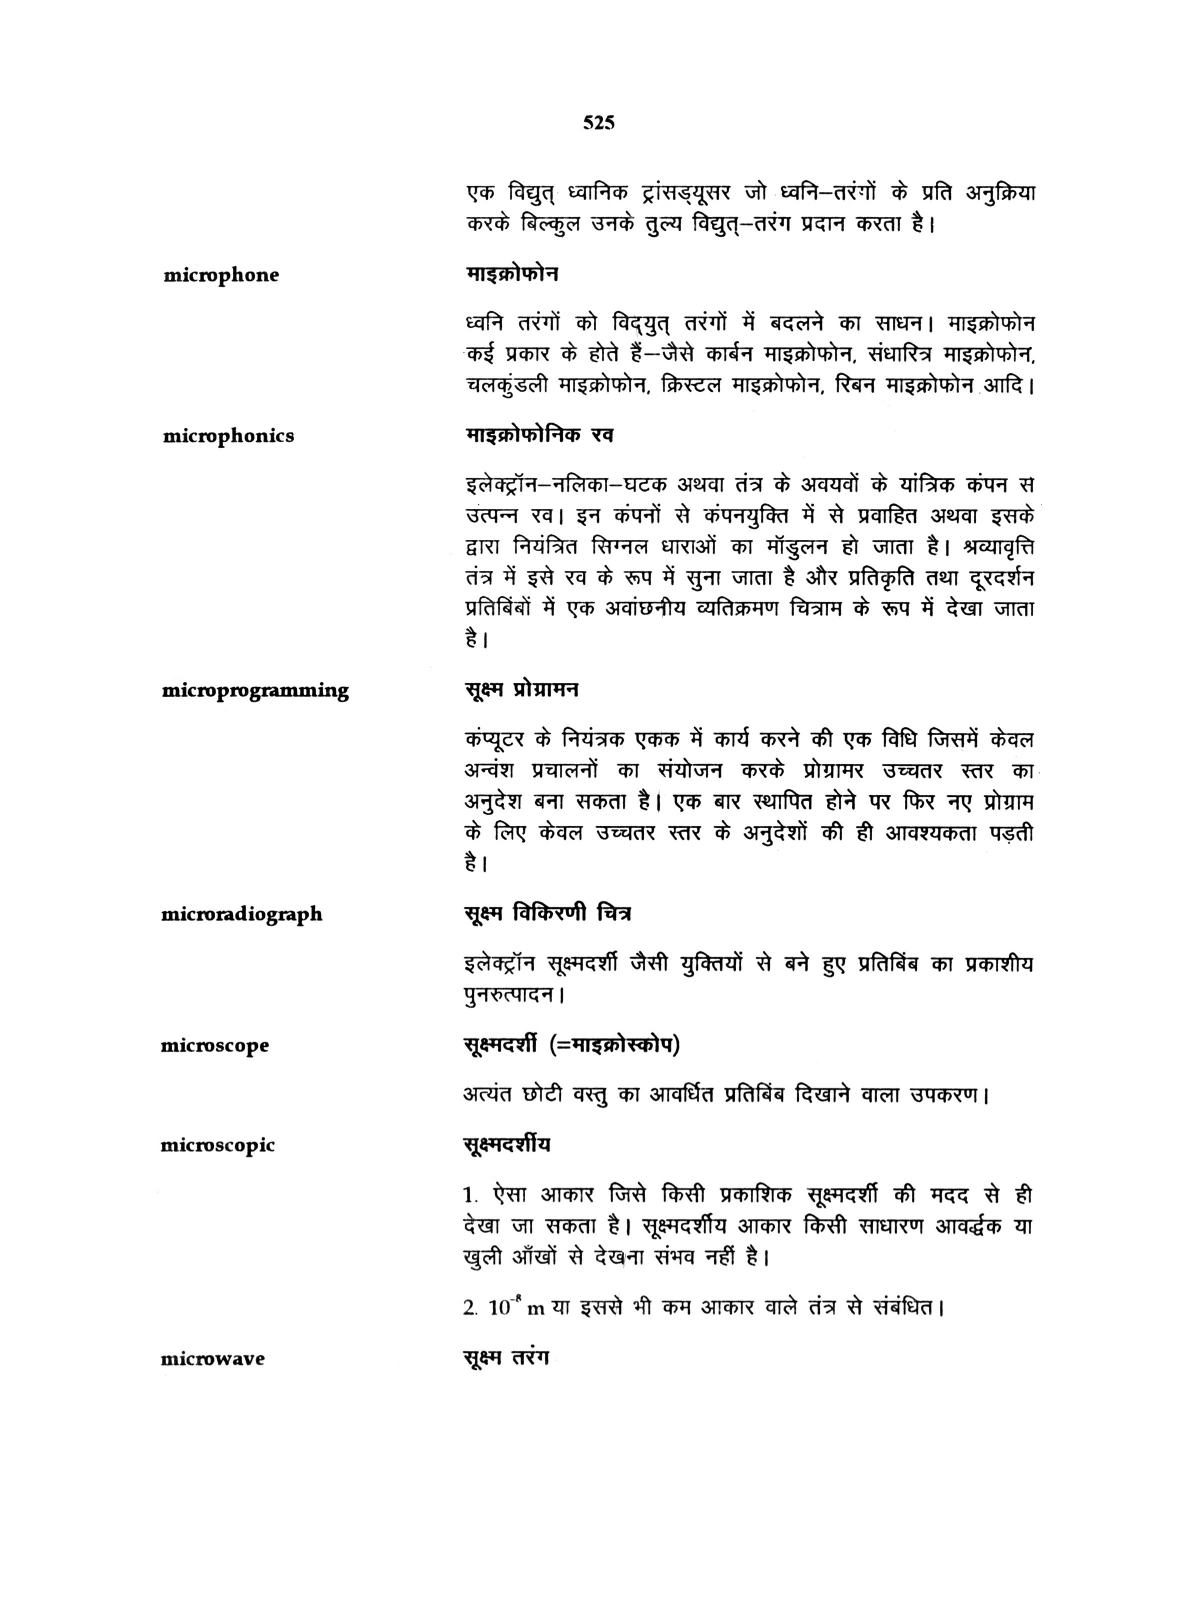 525
एक विद्युत् ध्वानिक ट्रांसड्यूसर जो ध्वनि–तरंगों के प्रति अनुक्रिया
करके बिल्कुल उनके तुल्य विद्युत्–तरंग प्रदान करता है।
microphone माइक्रोफोन
ध्वनि तरंगों को विद्‌युत् तरंगों में बदलने का साधन। माइक्रोफोन
कई प्रकार के होते हैं–जैसे कार्बन माइक्रोफोन, संधारित्र माइक्रोफोन,
चलकुंडली माइक्रोफोन, क्रिस्टल माइक्रोफोन, रिबन माइक्रोफोन आदि।
microphonics माइक्रोफोनिक रव
इलेक्ट्रॉन–नलिका–घटक अथवा तंत्र के अवयवों के यांत्रिक कंपन से
उत्पन्न रव। इन कंपनों से कंपनयुक्ति में से प्रवाहित अथवा इसके
द्वारा नियंत्रित सिग्नल धाराओं का मॉडुलन हो जाता है। श्रव्यावृत्ति
तंत्र में इसे रव के रूप में सुना जाता है और प्रतिकृति तथा दूरदर्शन
प्रतिबिंबों में एक अवांछनीय व्यतिक्रमण चित्राम के रूप में देखा जाता
है।
microprogramming सूक्ष्म प्रोग्रामन
कंप्यूटर के नियंत्रक एकक में कार्य करने की एक विधि जिसमें केवल
अन्वंश प्रचालनों का संयोजन करके प्रोग्रामर उच्चतर स्तर का
अनुदेश बना सकता है। एक बार स्थापित होने पर फिर नए प्रोग्राम
के लिए केवल उच्चतर स्तर के अनुदेशों की ही आवश्यकता पड़ती
है।
microradiograph सूक्ष्म विकिरणी चित्र
इलेक्ट्रॉन सूक्ष्मदर्शी जैसी युक्तियों से बने हुए प्रतिबिंब का प्रकाशीय
पुनरुत्पादन।
microscope सूक्ष्मदर्शी (=माइक्रोस्कोप)
अत्यंत छोटी वस्तु का आवर्धित प्रतिबिंब दिखाने वाला उपकरण।
microscopic सूक्ष्मदर्शीय
1. ऐसा आकार जिसे किसी प्रकाशिक सूक्ष्मदर्शी की मदद से ही
देखा जा सकता है। सूक्ष्मदर्शीय आकार किसी साधारण आवर्द्धक या
खुली आँखों से देखना संभव नहीं है।
2. 10⁻⁸ m या इससे भी कम आकार वाले तंत्र से संबंधित।
microwave सूक्ष्म तरंग